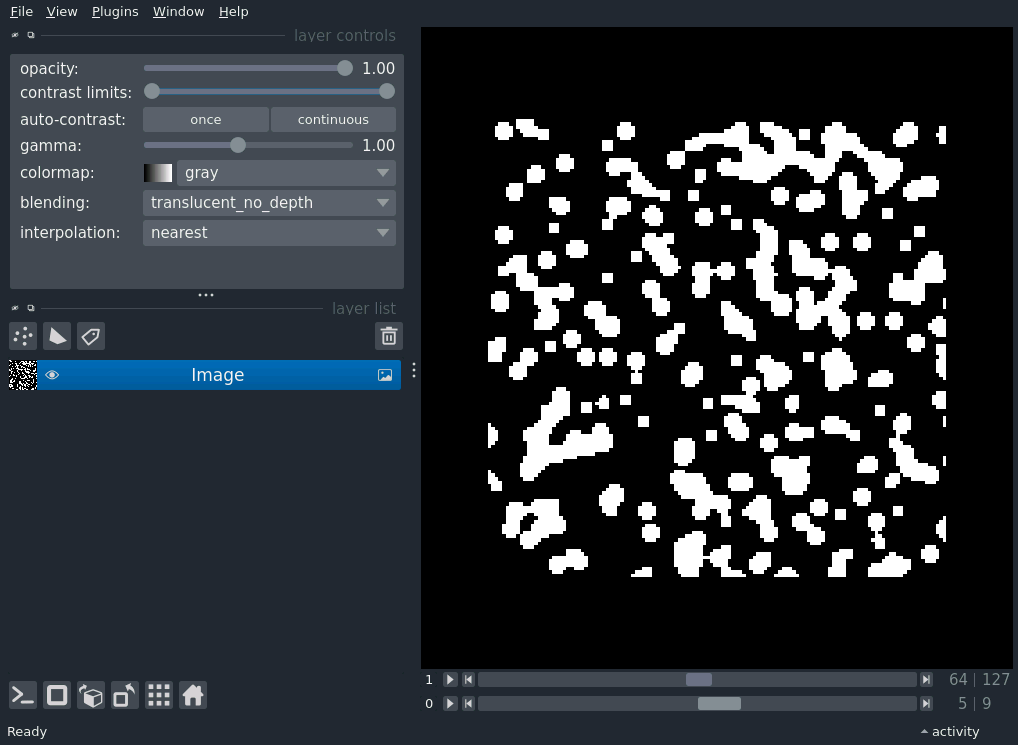 File View Plugins Window Help
layer controls
opacity: 1.00
contrast limits:
auto-contrast: once continuous
gamma: 1.00
colormap: gray
blending: translucent_no_depth
interpolation: nearest
layer list
Image
1 64 | 127
0 5 | 9
Ready activity